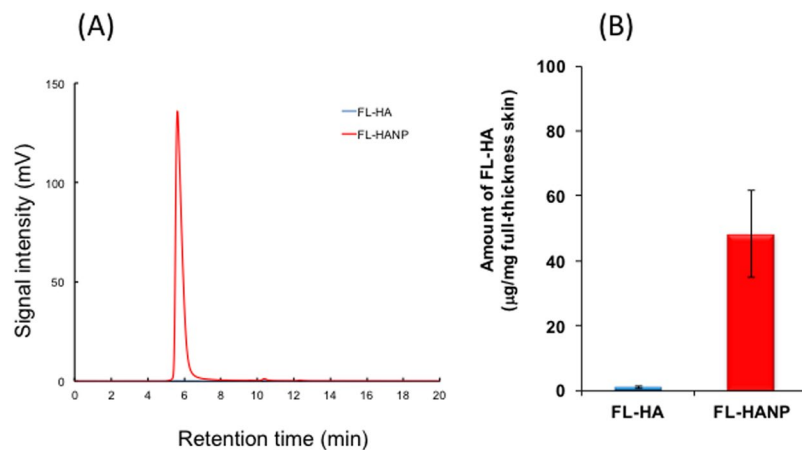 (A)
Signal intensity (mV)
150
100
50
0
0 2 4 6 8 10 12 14 16 18 20
Retention time (min)
FL-HA
FL-HANP
(B)
Amount of FL-HA
(μg/mg full-thickness skin)
100
80
60
40
20
0
FL-HA FL-HANP